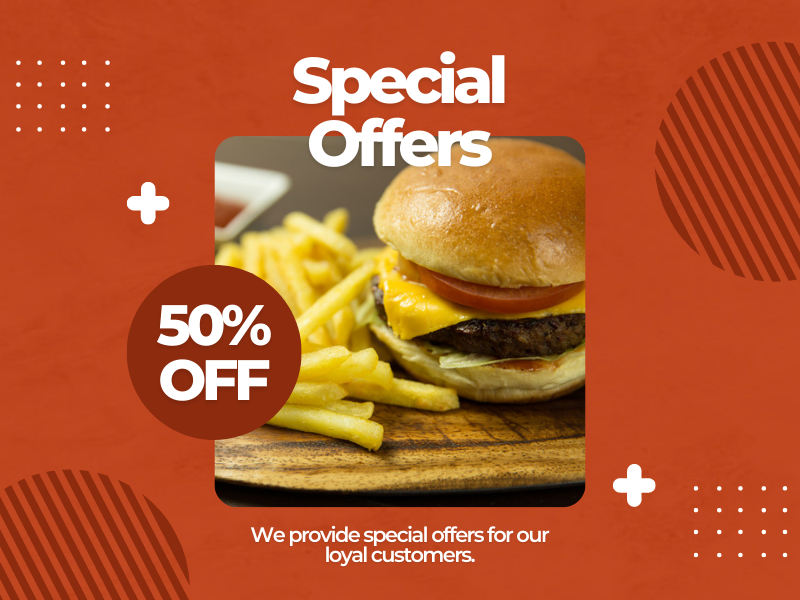 Special
Offers
50%
OFF
We provide special offers for our
loyal customers.